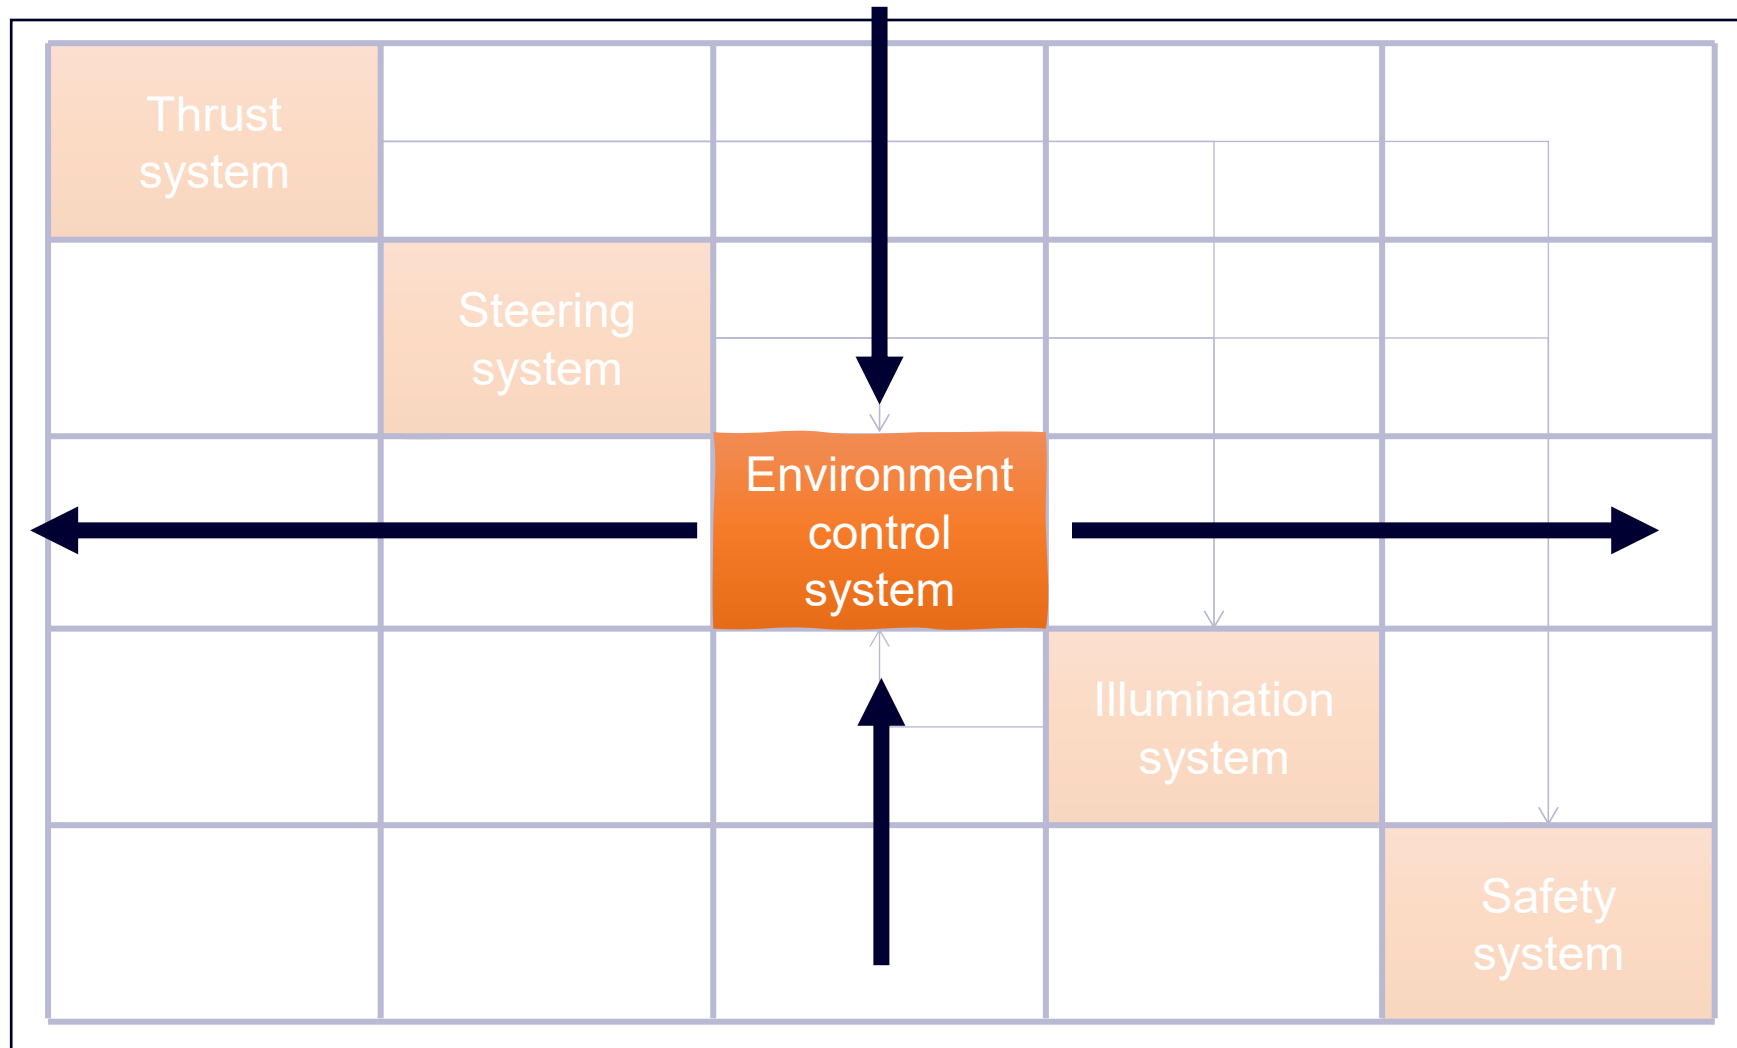 Thrust
system
Steering
system
Environment
control
system
Illumination
system
Safety
system